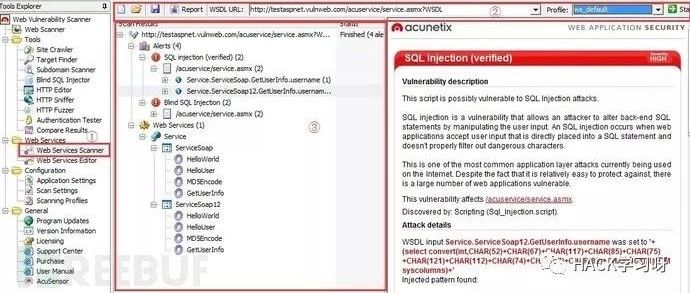 Tools Explorer
Web Vulnerability Scanner
Tools
Site Crawler
Target Finder
Subdomain Scanner
Blind SQL Injector
HTTP Editor
HTTP Sniffer
HTTP Fuzzer
Authentication Tester
Compare Results
①
Web Services
Web Services Scanner
Web Services Editor
Configuration
Application Settings
Scan Settings
Scanning Profiles
General
Program Updates
Version Information
Licensing
Support Center
Purchase
User Manual
AcuSensor
Report WSDL URL: http://testaspnet.vulnweb.com/acuservice/service.asmx?WSDL ② Profile: ws_default
Scan Results Status
http://testaspnet.vulnweb.com/acuservice/service.asmx?WSDL Finished (4 ale
Alerts (4)
SQL injection (verified) (2)
/acuservice/service.asmx (2)
Service.ServiceSoap.GetUserInfo.username (1)
Service.ServiceSoap12.GetUserInfo.usernam...
Blind SQL Injection (2)
/acuservice/service.asmx (2)
Web Services (1)
③
Service
ServiceSoap
HelloWorld
HelloUser
MD5Encode
GetUserInfo
ServiceSoap12
HelloWorld
HelloUser
MD5Encode
GetUserInfo
acunetix WEB APPLICATION SECURITY
SQL injection (verified) HIGH
Vulnerability description
This script is possibly vulnerable to SQL Injection attacks.
SQL injection is a vulnerability that allows an attacker to alter back-end SQL
statements by manipulating the user input. An SQL injection occurs when web
applications accept user input that is directly placed into a SQL statement and
doesn't properly filter out dangerous characters.
This is one of the most common application layer attacks currently being used
on the Internet. Despite the fact that it is relatively easy to protect against, there
is a large number of web applications vulnerable.
This vulnerability affects /acuservice/service.asmx.
Discovered by: Scripting (Sql_Injection.script).
Attack details
WSDL input Service.ServiceSoap12.GetUserInfo.username was set to '+
(select convert(int,CHAR(52)+CHAR(67)+CHAR(117)+CHAR(85)+CHAR(75)
syscolumns)+'
Injected pattern found:
REEBUF
HACK学习呀